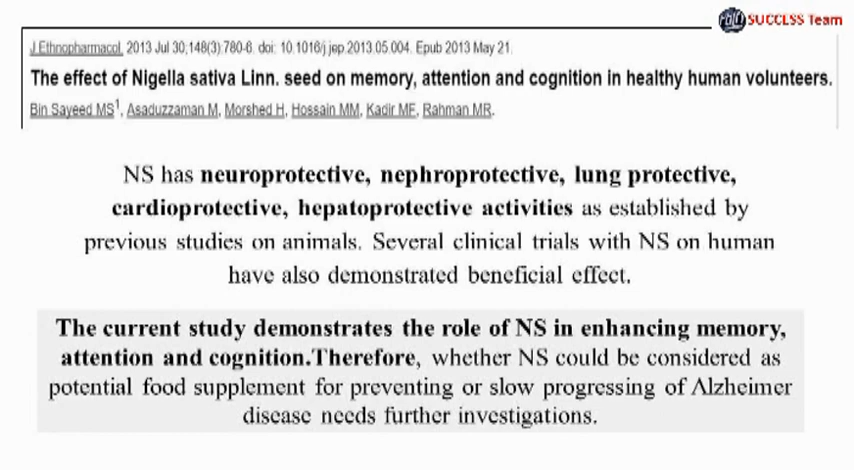 SUCCESS Team
J Ethnopharmacol. 2013 Jul 30;148(3):780-6. doi: 10.1016/j.jep.2013.05.004. Epub 2013 May 21.
The effect of Nigella sativa Linn. seed on memory, attention and cognition in healthy human volunteers.
Bin Sayeed MS1, Asaduzzaman M, Morshed H, Hossain MM, Kadir MF, Rahman MR.
NS has neuroprotective, nephroprotective, lung protective,
cardioprotective, hepatoprotective activities as established by
previous studies on animals. Several clinical trials with NS on human
have also demonstrated beneficial effect.
The current study demonstrates the role of NS in enhancing memory,
attention and cognition.Therefore, whether NS could be considered as
potential food supplement for preventing or slow progressing of Alzheimer
disease needs further investigations.